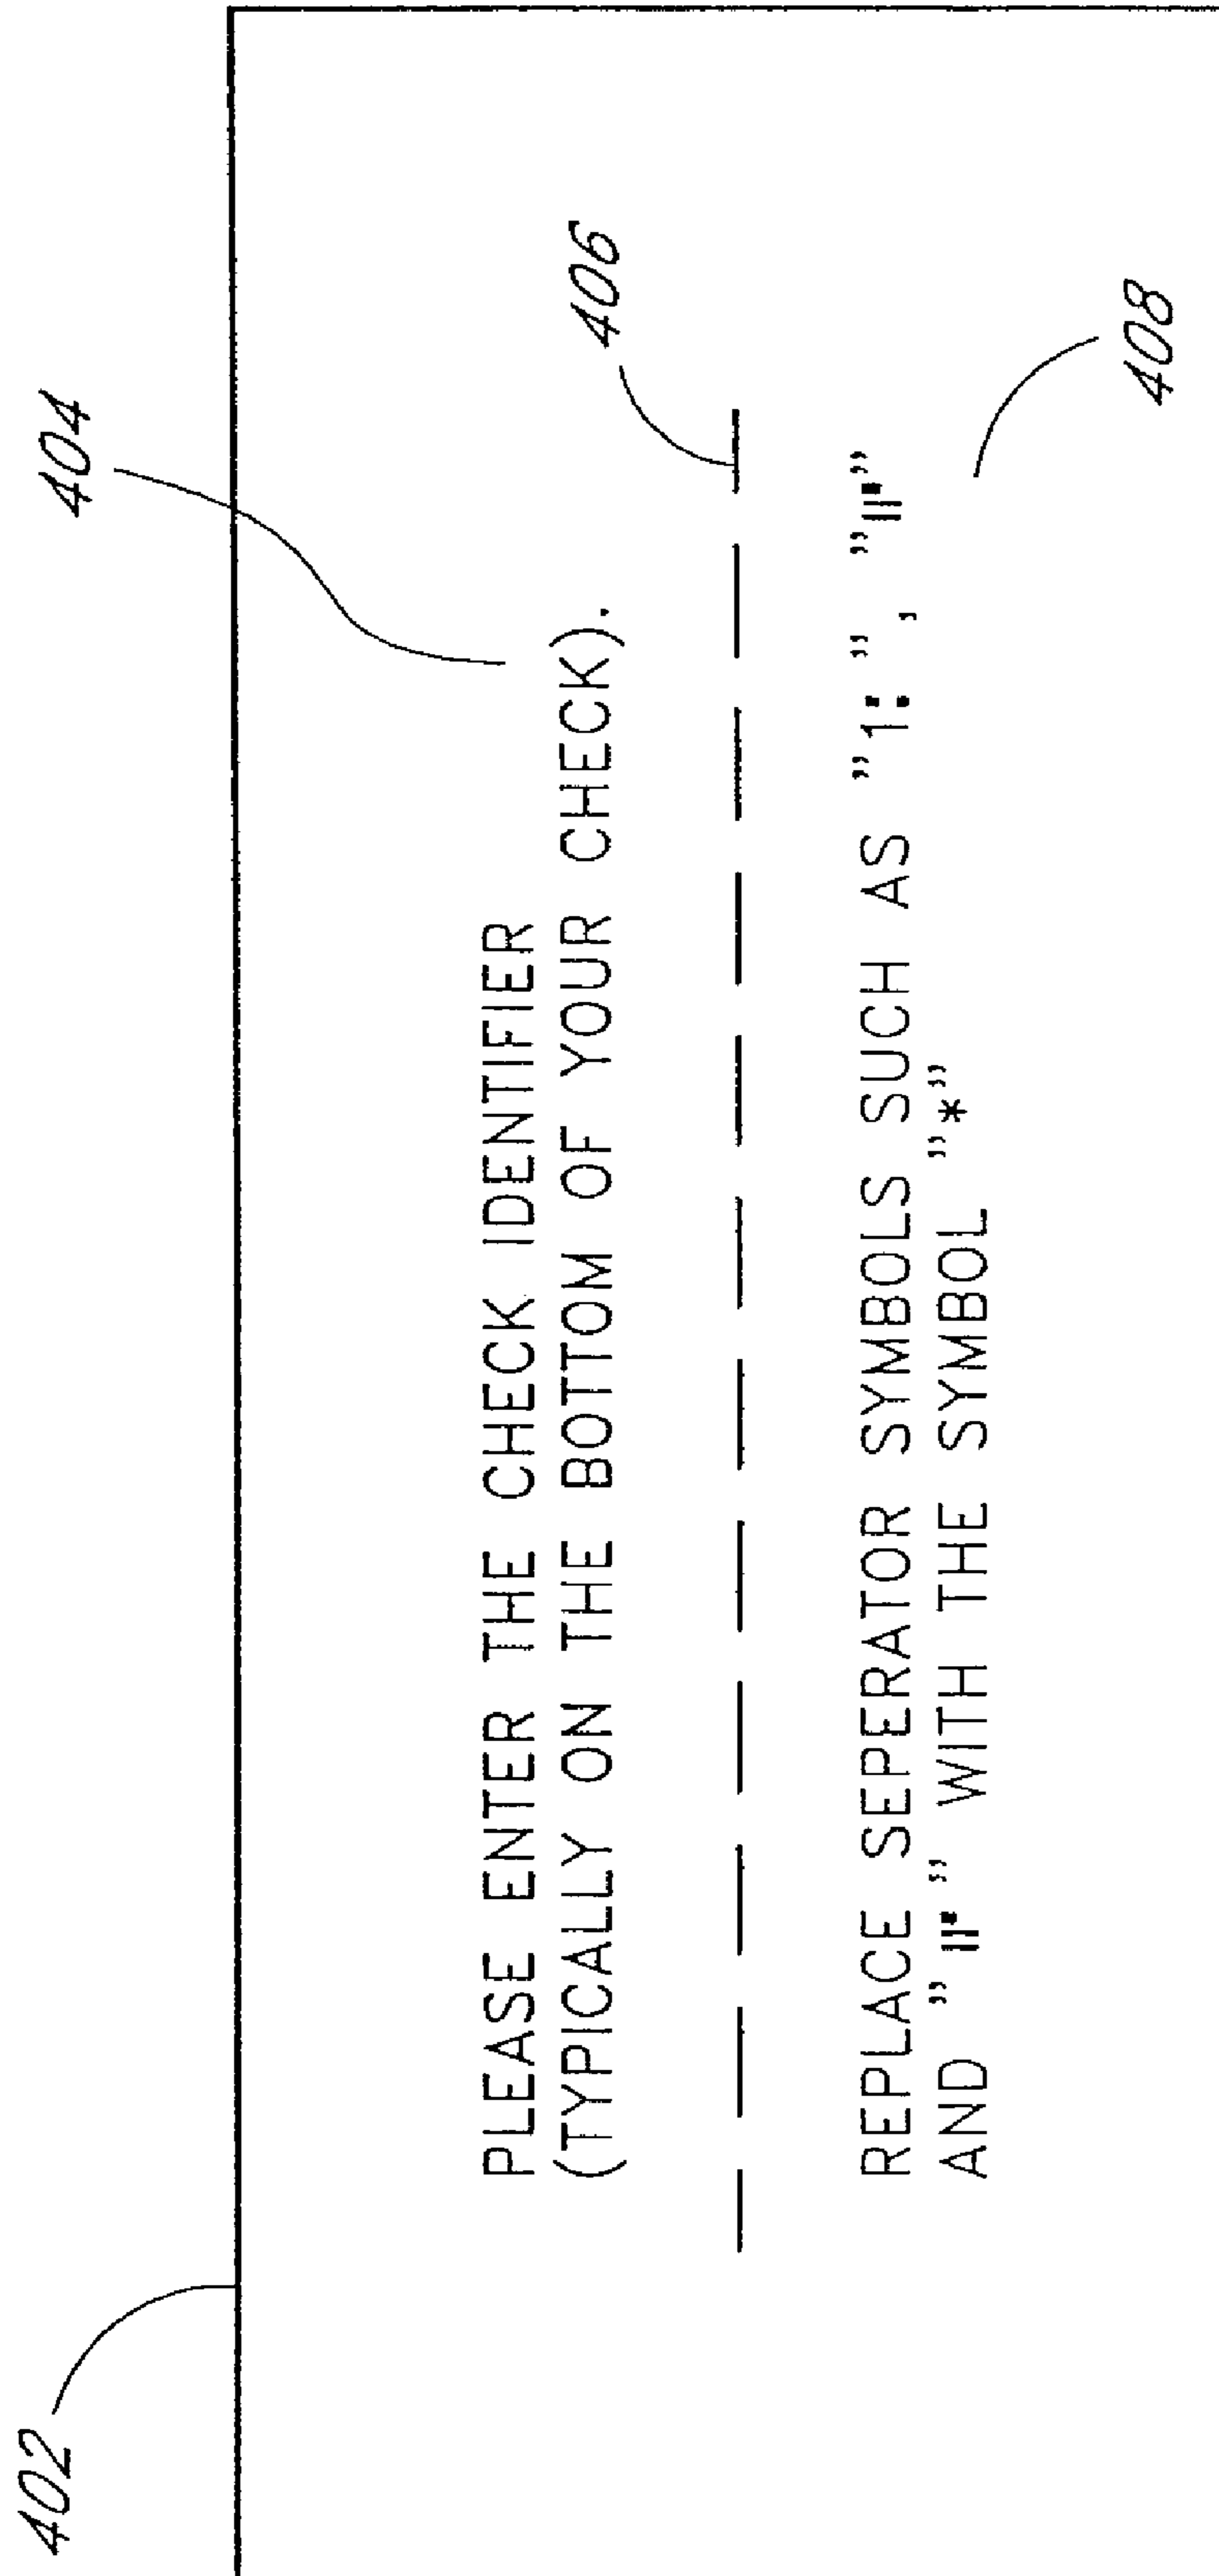 402
404
PLEASE ENTER THE CHECK IDENTIFIER
(TYPICALLY ON THE BOTTOM OF YOUR CHECK).
406
REPLACE SEPERATOR SYMBOLS SUCH AS "⑆", "⑈"
AND "⑈" WITH THE SYMBOL "*"
408